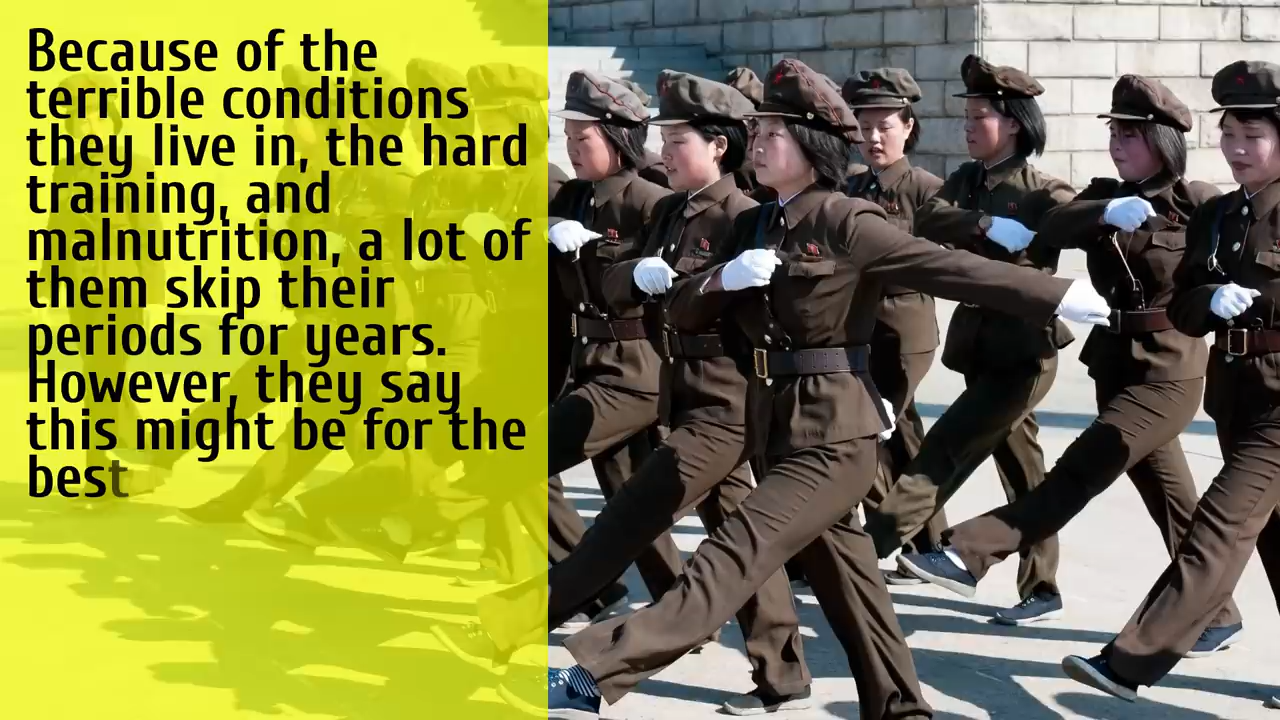 Because of the
terrible conditions
they live in, the hard
training, and
malnutrition, a lot of
them skip their
periods for years.
However, they say
this might be for the
best